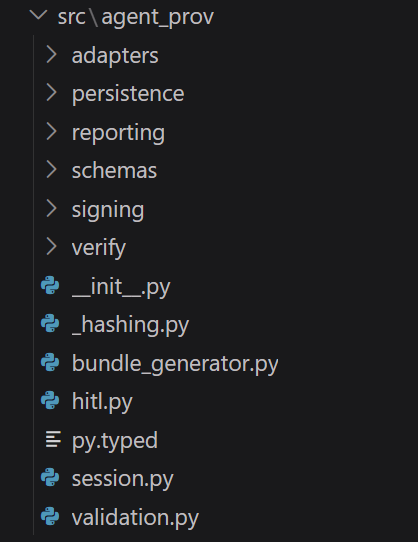 src\agent_prov
adapters
persistence
reporting
schemas
signing
verify
__init__.py
_hashing.py
bundle_generator.py
hitl.py
py.typed
session.py
validation.py